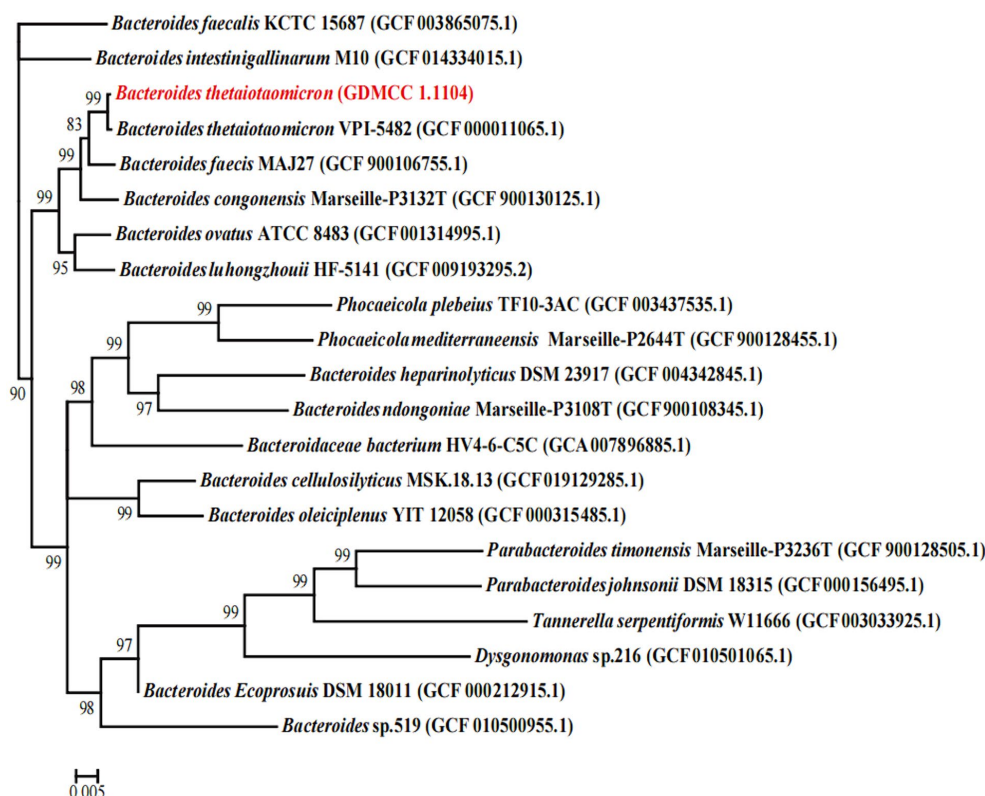 Bacteroides faecalis KCTC 15687 (GCF 003865075.1)
Bacteroides intestinigallinarum M10 (GCF 014334015.1)
99 Bacteroides thetaiotaomicron (GDMCC 1.1104)
83 Bacteroides thetaiotaomicron VPI-5482 (GCF 000011065.1)
99 Bacteroides faecis MAJ27 (GCF 900106755.1)
99 Bacteroides congonensis Marseille-P3132T (GCF 900130125.1)
Bacteroides ovatus ATCC 8483 (GCF 001314995.1)
95 Bacteroides luhongzhouii HF-5141 (GCF 009193295.2)
99 Phocaeicola plebeius TF10-3AC (GCF 003437535.1)
99 Phocaeicola mediterraneensis Marseille-P2644T (GCF 900128455.1)
98 Bacteroides heparinolyticus DSM 23917 (GCF 004342845.1)
90 97 Bacteroides ndongoniae Marseille-P3108T (GCF 900108345.1)
Bacteroidaceae bacterium HV4-6-C5C (GCA 007896885.1)
Bacteroides cellulosilyticus MSK.18.13 (GCF 019129285.1)
99 Bacteroides oleiciplenus YIT 12058 (GCF 000315485.1)
99 99 Parabacteroides timonensis Marseille-P3236T (GCF 900128505.1)
99 Parabacteroides johnsonii DSM 18315 (GCF 000156495.1)
99 Tannerella serpentiformis W11666 (GCF 003033925.1)
97 Dysgonomonas sp.216 (GCF 010501065.1)
Bacteroides Ecoprosuis DSM 18011 (GCF 000212915.1)
98 Bacteroides sp.519 (GCF 010500955.1)
0.005